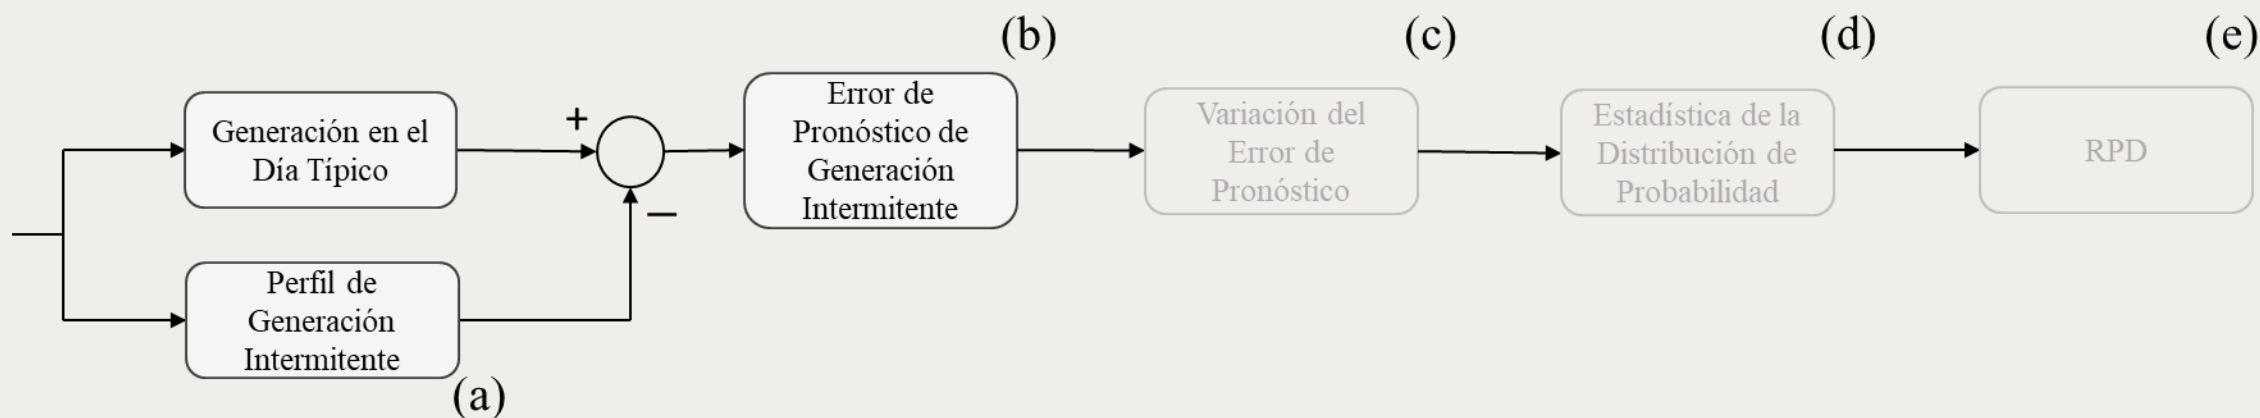 (b)
(c)
(d)
(e)
Generación en el
Día Típico
+
−
Error de
Pronóstico de
Generación
Intermitente
Variación del
Error de
Pronóstico
Estadística de la
Distribución de
Probabilidad
RPD
Perfil de
Generación
Intermitente
(a)